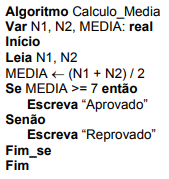 Algoritmo Calculo_Media
Var N1, N2, MEDIA: real
Início
Leia N1, N2
MEDIA ← (N1 + N2) / 2
Se MEDIA >= 7 então
Escreva “Aprovado”
Senão
Escreva “Reprovado”
Fim_se
Fim